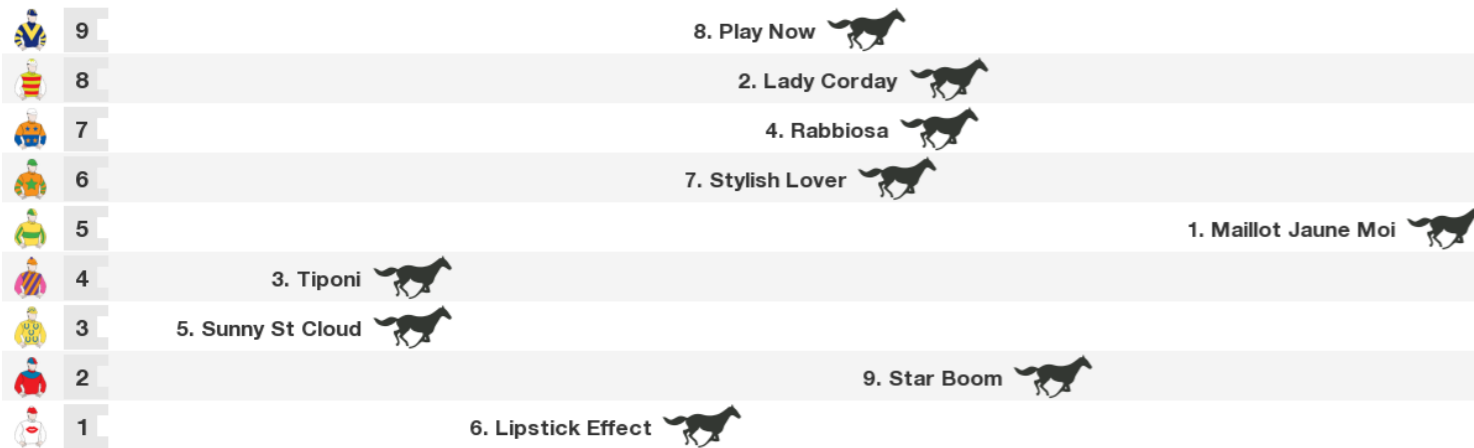 9 8. Play Now
8 2. Lady Corday
7 4. Rabbiosa
6 7. Stylish Lover
5 1. Maillot Jaune Moi
4 3. Tiponi
3 5. Sunny St Cloud
2 9. Star Boom
1 6. Lipstick Effect